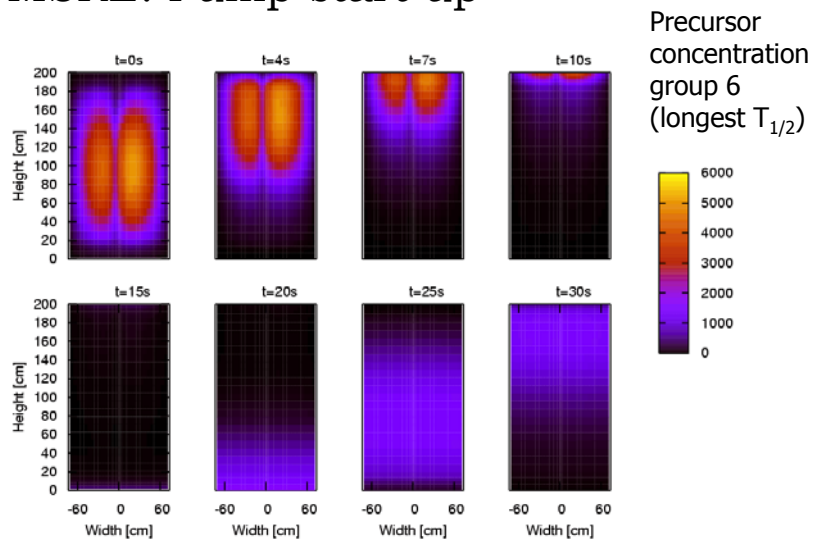 MSRE: Pump start-up
Precursor
concentration
group 6
(longest T1/2)
t=0s t=4s t=7s t=10s
Height [cm]
200
180
160
140
120
100
80
60
40
20
0
6000
5000
4000
3000
2000
1000
0
t=15s t=20s t=25s t=30s
Height [cm]
200
180
160
140
120
100
80
60
40
20
0
-60 0 60 -60 0 60 -60 0 60 -60 0 60
Width [cm] Width [cm] Width [cm] Width [cm]